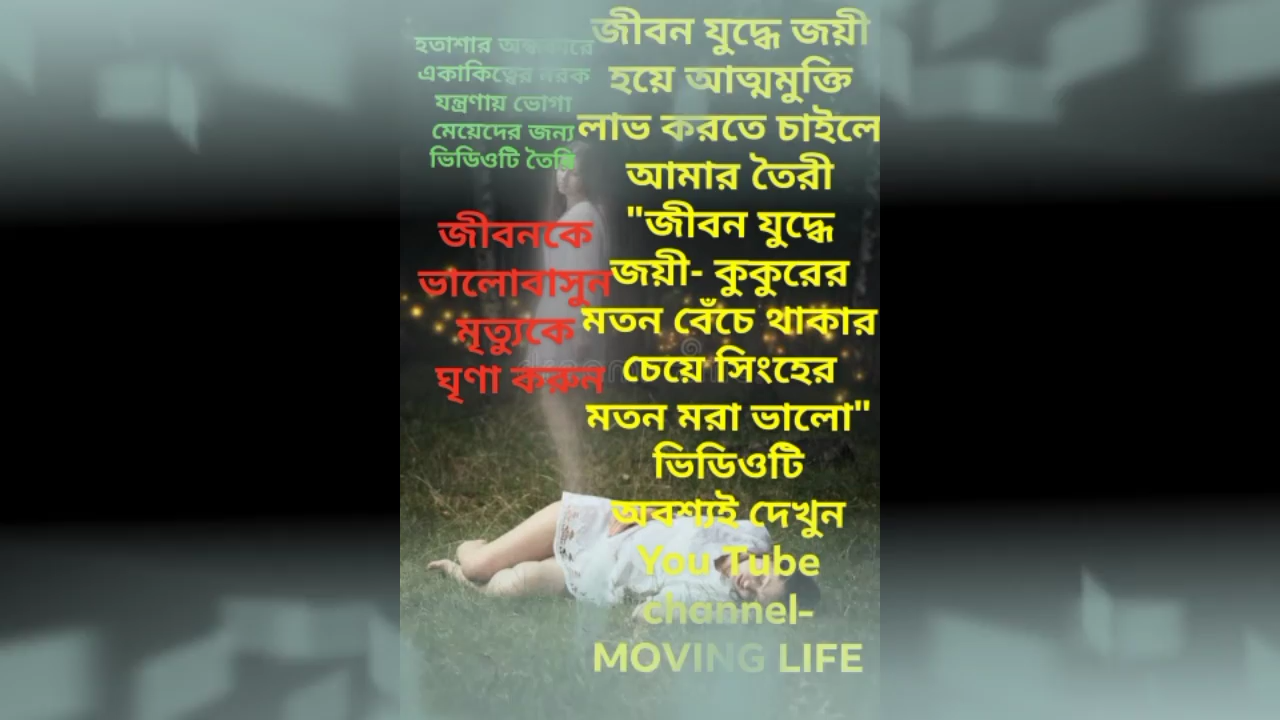 হতাশার অন্ধকারে
একাকিত্বের নরক
যন্ত্রণায় ভোগা
মেয়েদের জন্য
ভিডিওটি তৈরি
জীবনকে
ভালোবাসুন
মৃত্যুকে
ঘৃণা করুন
জীবন যুদ্ধে জয়ী
হয়ে আত্মমুক্তি
লাভ করতে চাইলে
আমার তৈরী
"জীবন যুদ্ধে
জয়ী- কুকুরের
মতন বেঁচে থাকার
চেয়ে সিংহের
মতন মরা ভালো"
ভিডিওটি
অবশ্যই দেখুন
You Tube
channel-
MOVING LIFE